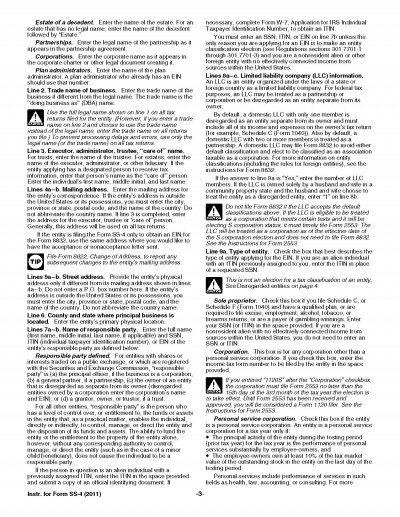 Estate of a decedent. Enter the name of the estate. For an
estate that has no legal name, enter the name of the decedent
followed by "Estate."
Partnerships. Enter the legal name of the partnership as it
appears in the partnership agreement.
Corporations. Enter the corporate name as it appears in
the corporate charter or other legal document creating it.
Plan administrators. Enter the name of the plan
administrator. A plan administrator who already has an EIN
should use that number.
Line 2. Trade name of business. Enter the trade name of the
business if different from the legal name. The trade name is the
"doing business as" (DBA) name.
Use the full legal name shown on line 1 on all tax
returns filed for the entity. (However, if you enter a trade
name on line 2 and choose to use the trade name
instead of the legal name, enter the trade name on all returns
you file.) To prevent processing delays and errors, use only the
legal name (or the trade name) on all tax returns.
Line 3. Executor, administrator, trustee, "care of" name.
For trusts, enter the name of the trustee. For estates, enter the
name of the executor, administrator, or other fiduciary. If the
entity applying has a designated person to receive tax
information, enter that person's name as the "care of" person.
Enter the individual's first name, middle initial, and last name.
Lines 4a–b. Mailing address. Enter the mailing address for
the entity's correspondence. If the entity's address is outside
the United States or its possessions, you must enter the city,
province or state, postal code, and the name of the country. Do
not abbreviate the country name. If line 3 is completed, enter
the address for the executor, trustee or "care of" person.
Generally, this address will be used on all tax returns.
If the entity is filing the Form SS-4 only to obtain an EIN for
the Form 8832, use the same address where you would like to
have the acceptance or nonacceptance letter sent.
TIP
File Form 8822, Change of Address, to report any
subsequent changes to the entity's mailing address.
Lines 5a–b. Street address. Provide the entity's physical
address only if different from its mailing address shown in lines
4a–b. Do not enter a P.O. box number here. If the entity's
address is outside the United States or its possessions, you
must enter the city, province or state, postal code, and the
name of the country. Do not abbreviate the country name.
Line 6. County and state where principal business is
located. Enter the entity's primary physical location.
Lines 7a–b. Name of responsible party. Enter the full name
(first name, middle initial, last name, if applicable) and SSN,
ITIN (individual taxpayer identification number), or EIN of the
entity's responsible party as defined below.
Responsible party defined. For entities with shares or
interests traded on a public exchange, or which are registered
with the Securities and Exchange Commission, "responsible
party" is (a) the principal officer, if the business is a corporation,
(b) a general partner, if a partnership, (c) the owner of an entity
that is disregarded as separate from its owner (disregarded
entities owned by a corporation enter the corporation's name
and EIN), or (d) a grantor, owner, or trustor, if a trust.
For all other entities, "responsible party" is the person who
has a level of control over, or entitlement to, the funds or assets
in the entity that, as a practical matter, enables the individual,
directly or indirectly, to control, manage, or direct the entity and
the disposition of its funds and assets. The ability to fund the
entity or the entitlement to the property of the entity alone,
however, without any corresponding authority to control,
manage, or direct the entity (such as in the case of a minor
child beneficiary), does not cause the individual to be a
responsible party.
If the person in question is an alien individual with a
previously assigned ITIN, enter the ITIN in the space provided
and submit a copy of an official identifying document. If
necessary, complete Form W-7, Application for IRS Individual
Taxpayer Identification Number, to obtain an ITIN.
You must enter an SSN, ITIN, or EIN on line 7b unless the
only reason you are applying for an EIN is to make an entity
classification election (see Regulations sections 301.7701-1
through 301.7701-3) and you are a nonresident alien or other
foreign entity with no effectively connected income from
sources within the United States.
Lines 8a–c. Limited liability company (LLC) information.
An LLC is an entity organized under the laws of a state or
foreign country as a limited liability company. For federal tax
purposes, an LLC may be treated as a partnership or
corporation or be disregarded as an entity separate from its
owner.
By default, a domestic LLC with only one member is
disregarded as an entity separate from its owner and must
include all of its income and expenses on the owner's tax return
(for example, Schedule C (Form 1040)). Also by default, a
domestic LLC with two or more members is treated as a
partnership. A domestic LLC may file Form 8832 to avoid either
default classification and elect to be classified as an association
taxable as a corporation. For more information on entity
classifications (including the rules for foreign entities), see the
instructions for Form 8832.
If the answer to line 8a is "Yes," enter the number of LLC
members. If the LLC is owned solely by a husband and wife in a
community property state and the husband and wife choose to
treat the entity as a disregarded entity, enter "1" on line 8b.
Do not file Form 8832 if the LLC accepts the default
classifications above. If the LLC is eligible to be treated
as a corporation that meets certain tests and it will be
electing S corporation status, it must timely file Form 2553. The
LLC will be treated as a corporation as of the effective date of
the S corporation election and does not need to file Form 8832.
See the Instructions for Form 2553.
Line 9a. Type of entity. Check the box that best describes the
type of entity applying for the EIN. If you are an alien individual
with an ITIN previously assigned to you, enter the ITIN in place
of a requested SSN.
This is not an election for a tax classification of an entity.
See Disregarded entities on page 4.
Sole proprietor. Check this box if you file Schedule C, or
Schedule F (Form 1040) and have a qualified plan, or are
required to file excise, employment, alcohol, tobacco, or
firearms returns, or are a payer of gambling winnings. Enter
your SSN (or ITIN) in the space provided. If you are a
nonresident alien with no effectively connected income from
sources within the United States, you do not need to enter an
SSN or ITIN.
Corporation. This box is for any corporation other than a
personal service corporation. If you check this box, enter the
income tax form number to be filed by the entity in the space
provided.
If you entered "1120S" after the "Corporation" checkbox,
the corporation must file Form 2553 no later than the
15th day of the 3rd month of the tax year the election is
to take effect. Until Form 2553 has been received and
approved, you will be considered a Form 1120 filer. See the
Instructions for Form 2553.
Personal service corporation. Check this box if the entity
is a personal service corporation. An entity is a personal service
corporation for a tax year only if:
• The principal activity of the entity during the testing period
(prior tax year) for the tax year is the performance of personal
services substantially by employee-owners, and
• The employee-owners own at least 10% of the fair market
value of the outstanding stock in the entity on the last day of the
testing period.
Personal services include performance of services in such
fields as health, law, accounting, or consulting. For more
Instr. for Form SS-4 (2011)
-3-